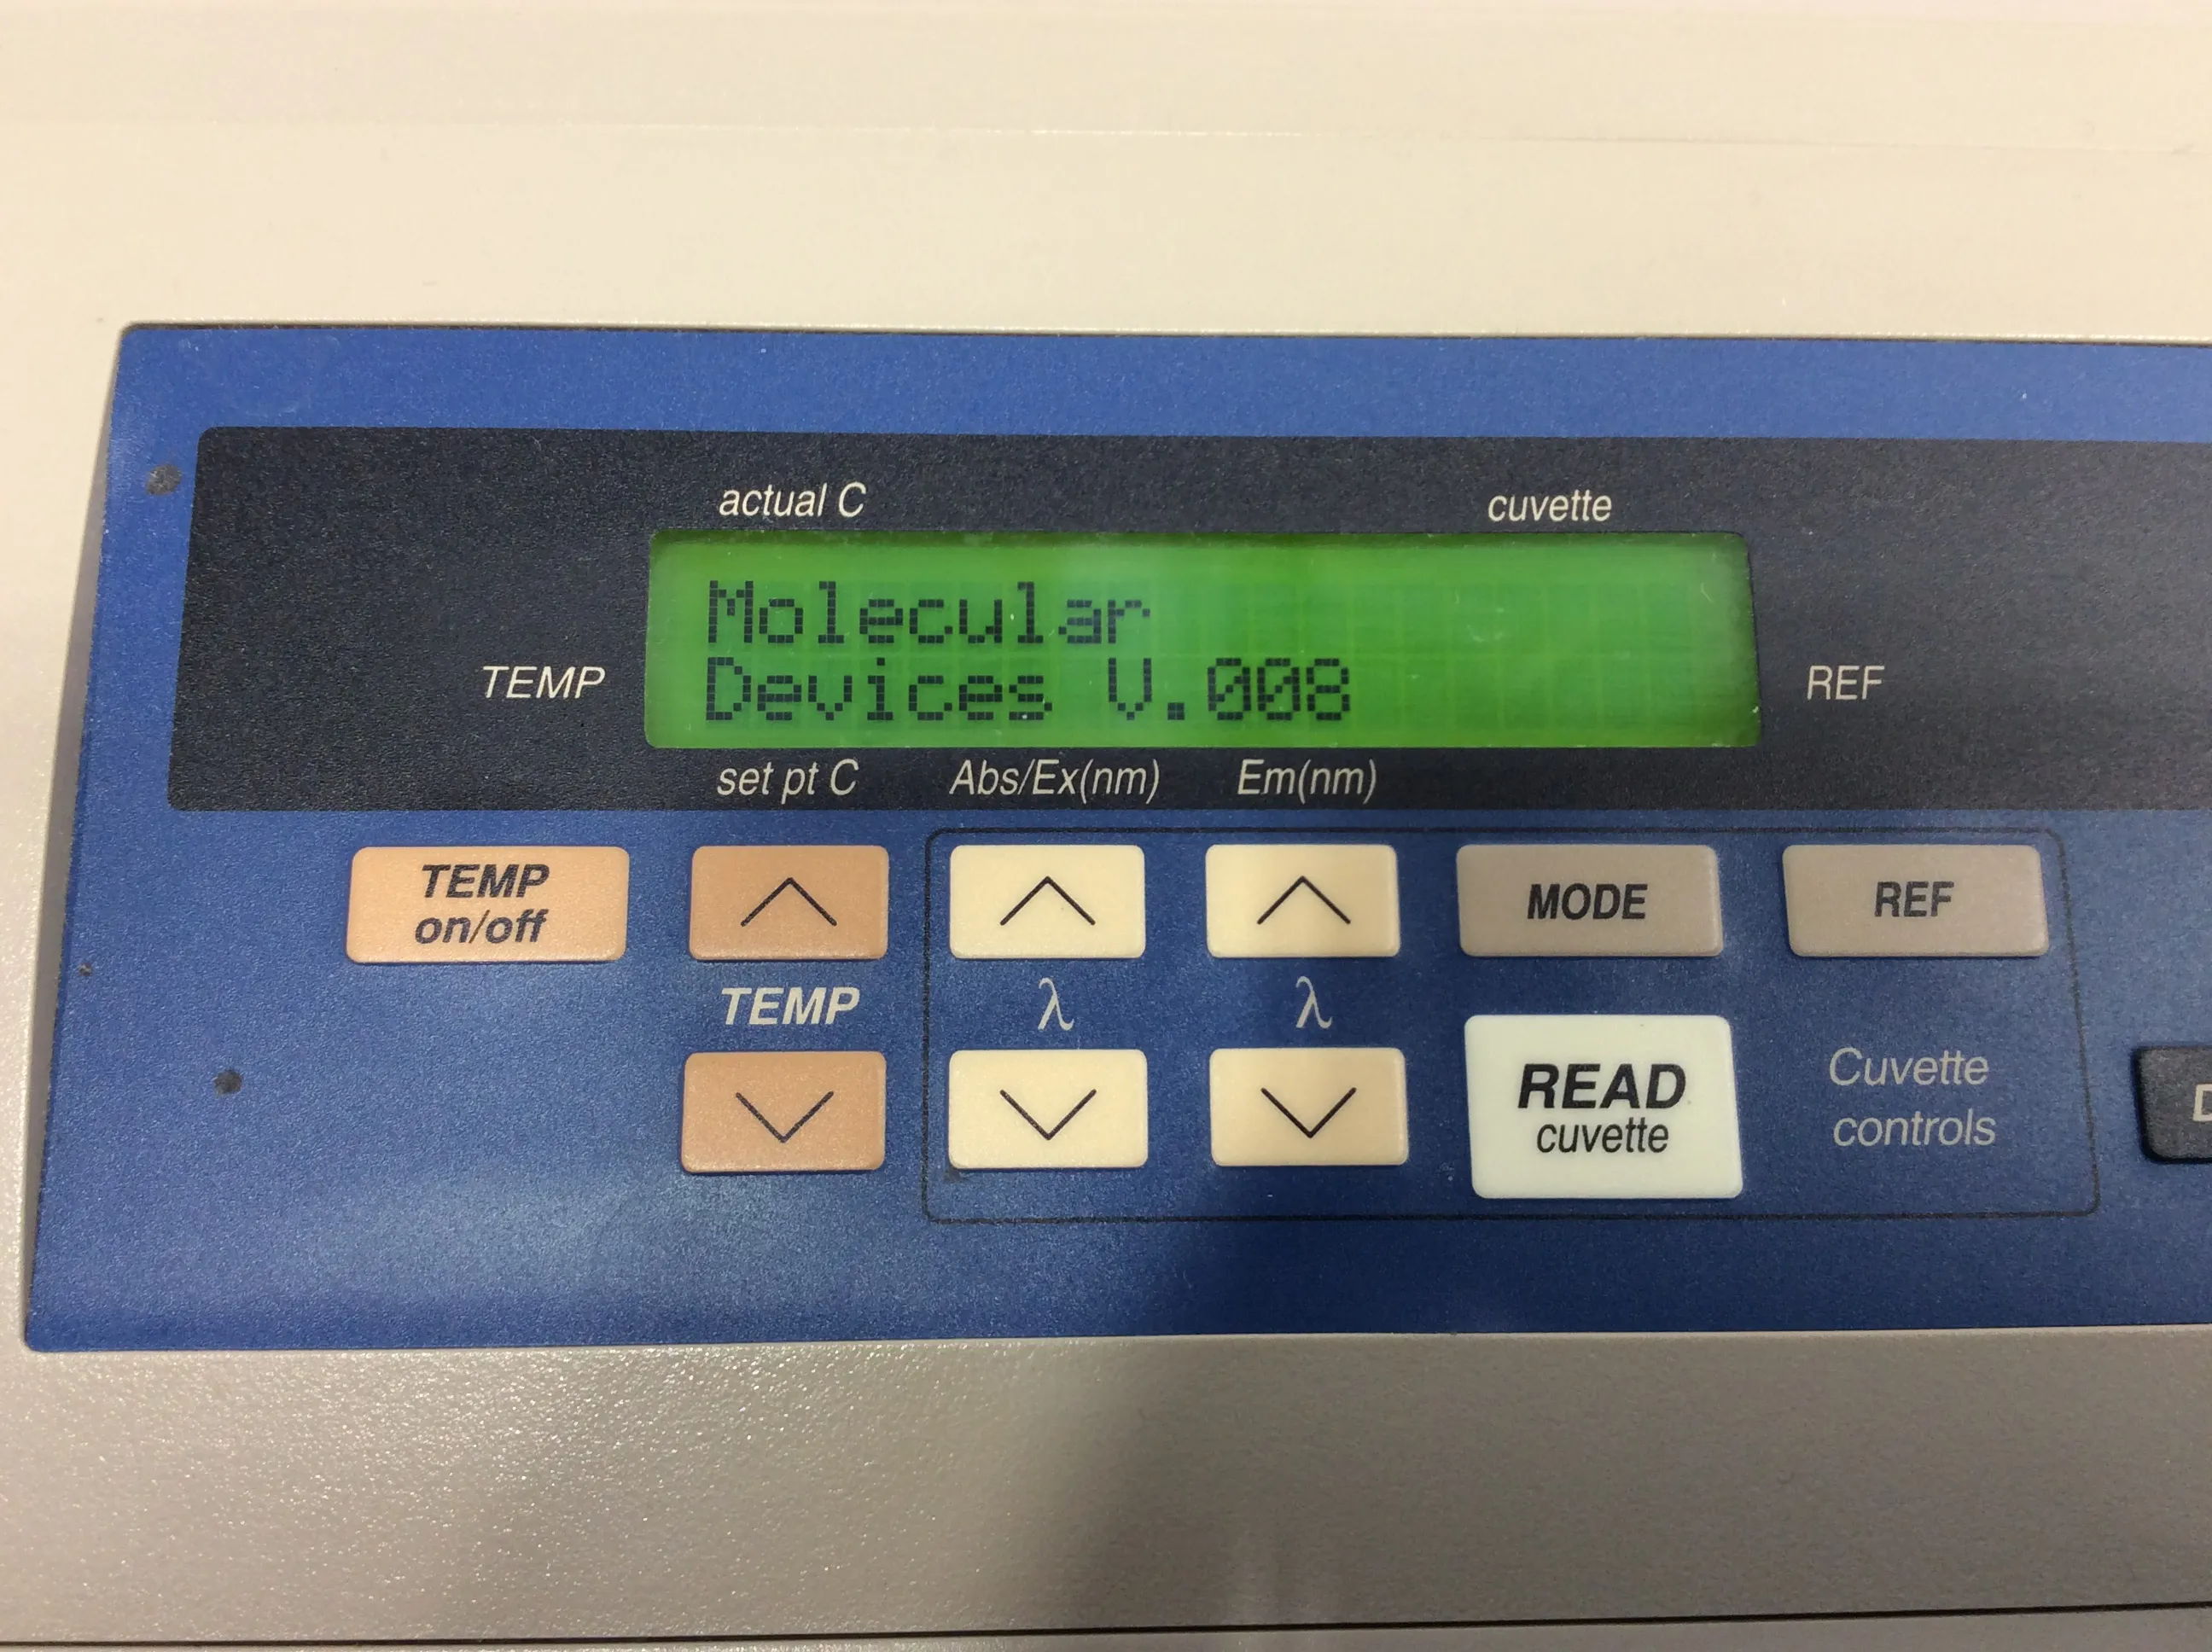 actual C cuvette
Molecular
Devices V.008
TEMP REF
set pt C Abs/Ex(nm) Em(nm)
TEMP
on/off
MODE REF
TEMP λ λ
READ
cuvette
Cuvette
controls